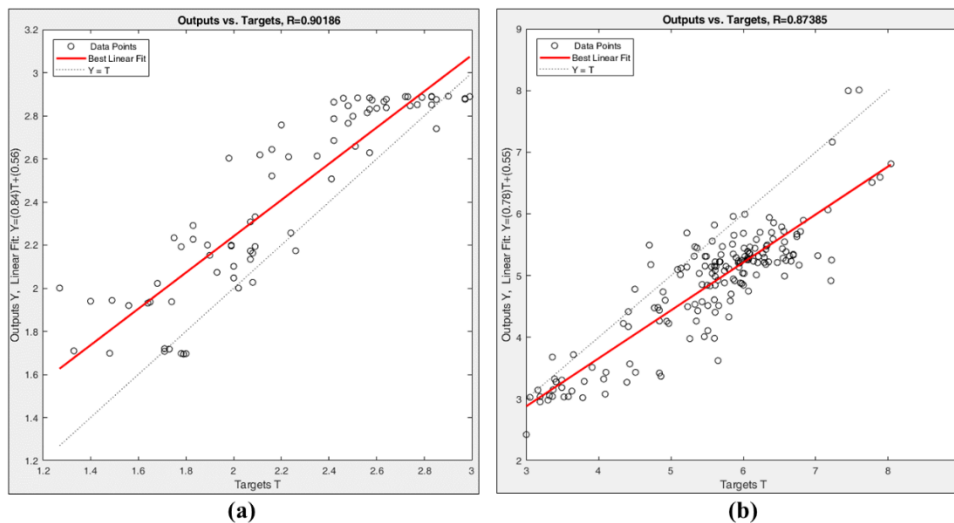 Outputs vs. Targets, R=0.90186
Data Points
Best Linear Fit
Y = T
Outputs Y, Linear Fit: Y=(0.84)T+(0.56)
3.2
3
2.8
2.6
2.4
2.2
2
1.8
1.6
1.4
1.2
1.2 1.4 1.6 1.8 2 2.2 2.4 2.6 2.8 3
Targets T
(a)
Outputs vs. Targets, R=0.87385
Data Points
Best Linear Fit
Y = T
Outputs Y, Linear Fit: Y=(0.78)T+(0.55)
9
8
7
6
5
4
3
2
3 4 5 6 7 8
Targets T
(b)